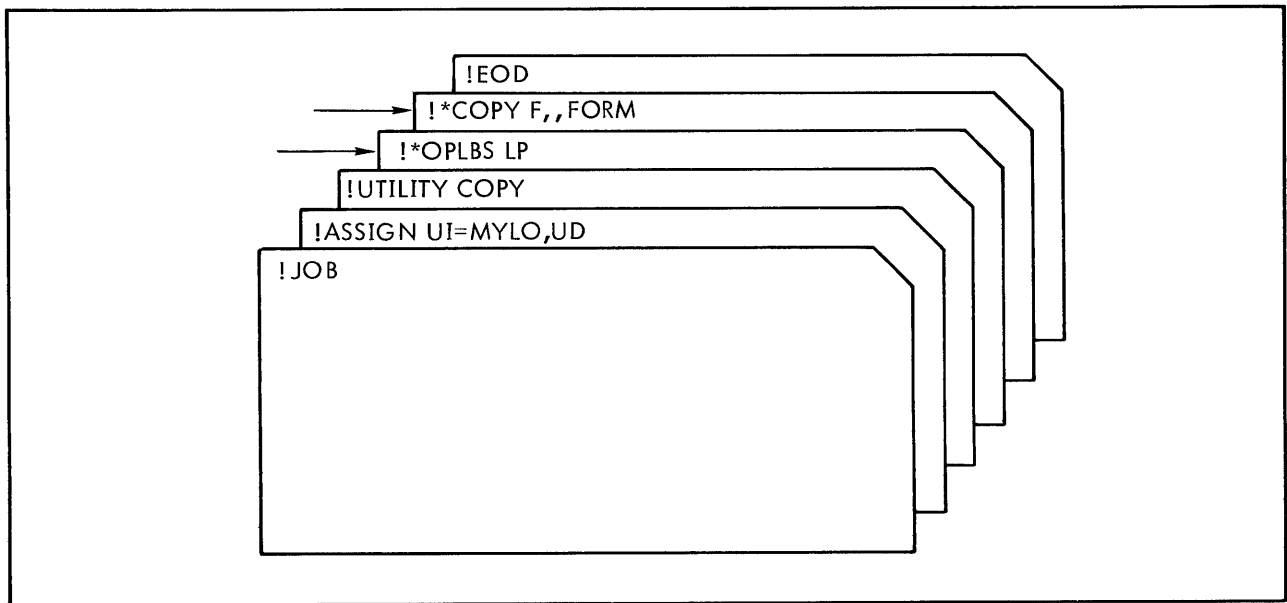 !EOD
!*COPY F,,FORM
!*OPLBS LP
!UTILITY COPY
!ASSIGN UI=MYLO,UD
!JOB